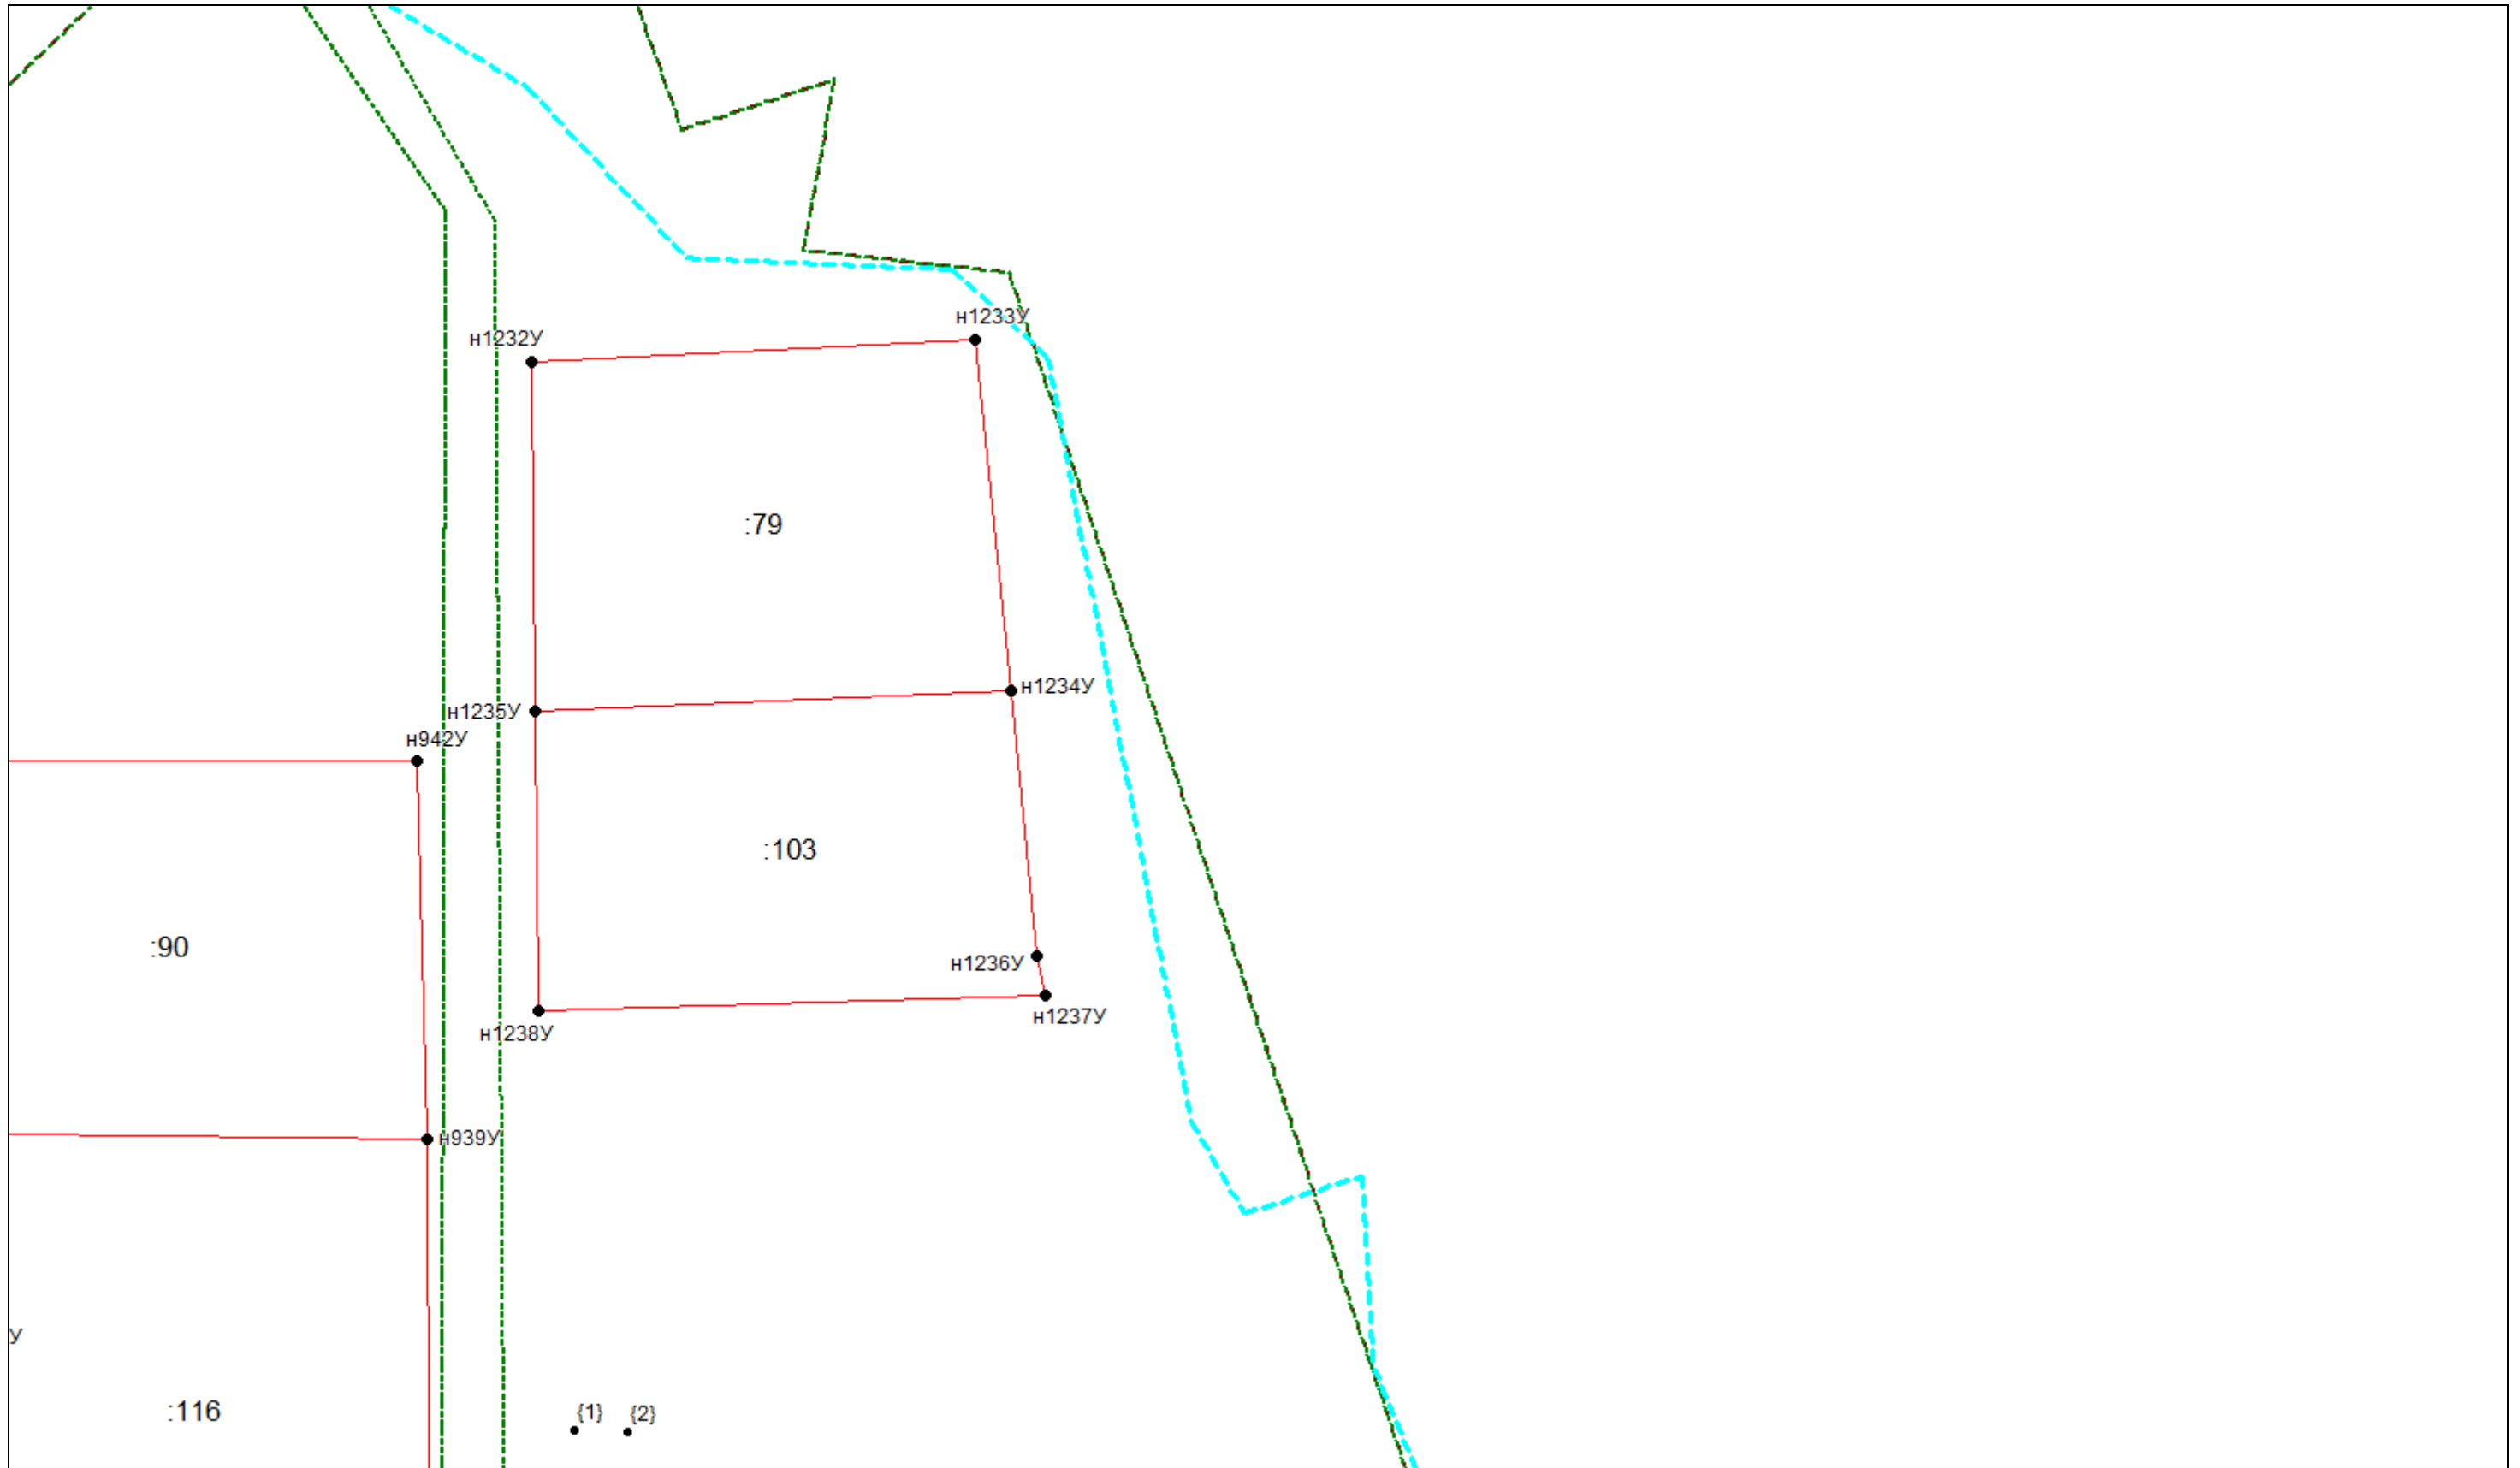 н1233У
н1232У
:79
н1234У
н1235У
н942У
:103
:90
н1236У
н1237У
н1238У
н939У
У
:116
{1}
{2}